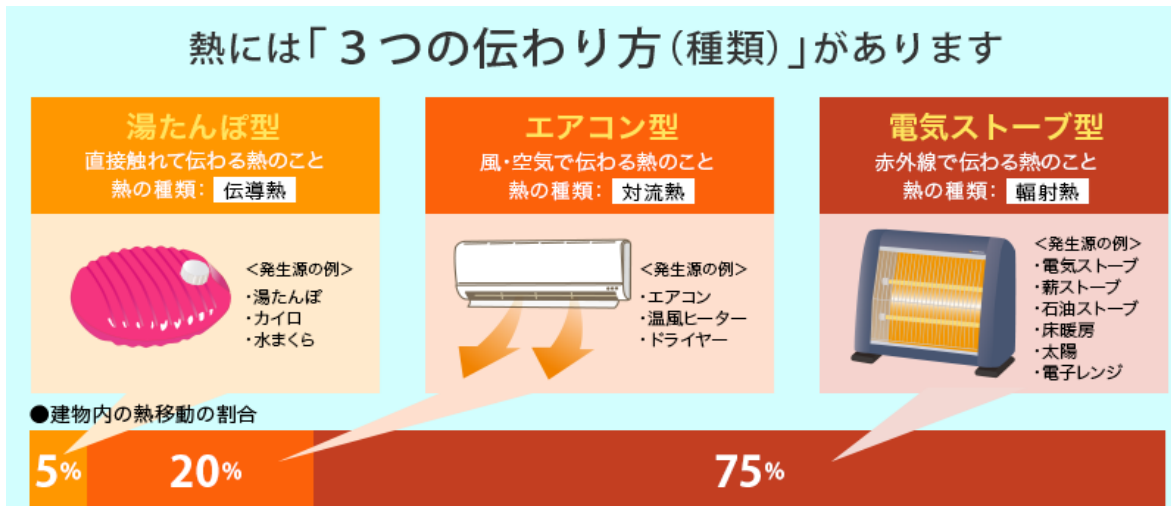 熱には「３つの伝わり方（種類）」があります
湯たんぽ型
直接触れて伝わる熱のこと
熱の種類： 伝導熱
<発生源の例>
・湯たんぽ
・カイロ
・水まくら
エアコン型
風・空気で伝わる熱のこと
熱の種類： 対流熱
<発生源の例>
・エアコン
・温風ヒーター
・ドライヤー
電気ストーブ型
赤外線で伝わる熱のこと
熱の種類： 輻射熱
<発生源の例>
・電気ストーブ
・薪ストーブ
・石油ストーブ
・床暖房
・太陽
・電子レンジ
●建物内の熱移動の割合
5% 20% 75%